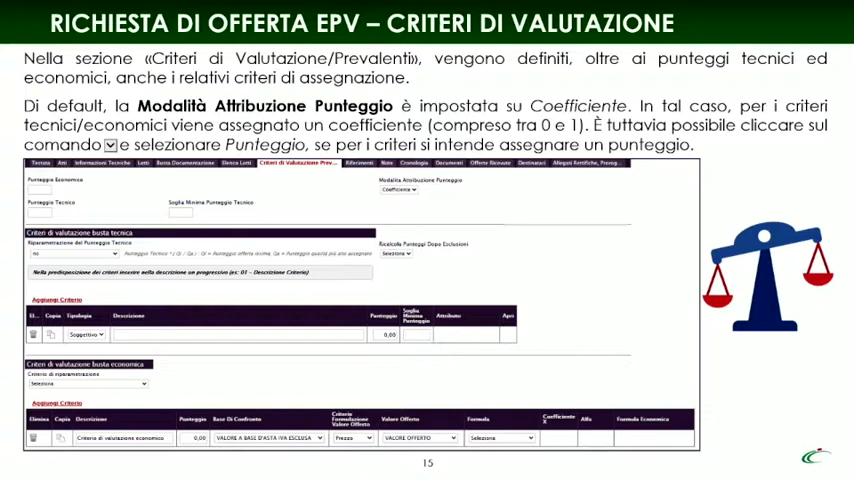 RICHIESTA DI OFFERTA EPV – CRITERI DI VALUTAZIONE
Nella sezione «Criteri di Valutazione/Prevalenti», vengono definiti, oltre ai punteggi tecnici ed
economici, anche i relativi criteri di assegnazione.
Di default, la Modalità Attribuzione Punteggio è impostata su Coefficiente. In tal caso, per i criteri
tecnici/economici viene assegnato un coefficiente (compreso tra 0 e 1). È tuttavia possibile cliccare sul
comando e selezionare Punteggio, se per i criteri si intende assegnare un punteggio.
Testata Atti Informazioni Tecniche Lotti Busta Documentazione Elenco Lotti Criteri di Valutazione Prev... Riferimenti Note Cronologia Documenti Offerte Ricevute Destinatari Allegati Rettifiche, Prorog...
Punteggio Economico Modalita Attribuzione Punteggio
Coefficiente
Punteggio Tecnico Soglia Minima Punteggio Tecnico
Criteri di valutazione busta tecnica
Riparametrazione del Punteggio Tecnico Ricalcola Punteggi Dopo Esclusioni
no Seleziona
Nella predisposizione dei criteri inserire nella descrizione un progressivo (es: 01 – Descrizione Criterio)
Aggiungi Criterio
El... Copia Tipologia Descrizione Punteggio Soglia Minima Punteggio Attributo Apri
Soggettivo 0,00
Criteri di valutazione busta economica
Criterio di riparametrazione
Seleziona
Aggiungi Criterio
Elimina Copia Descrizione Punteggio Base Di Confronto Criterio Formulazione Valore Offerto Valore Offerto Formula Coefficiente X Alfa Formula Economica
Criterio di valutazione economico 0,00 VALORE A BASE D'ASTA IVA ESCLUSA Prezzo VALORE OFFERTO Seleziona
15